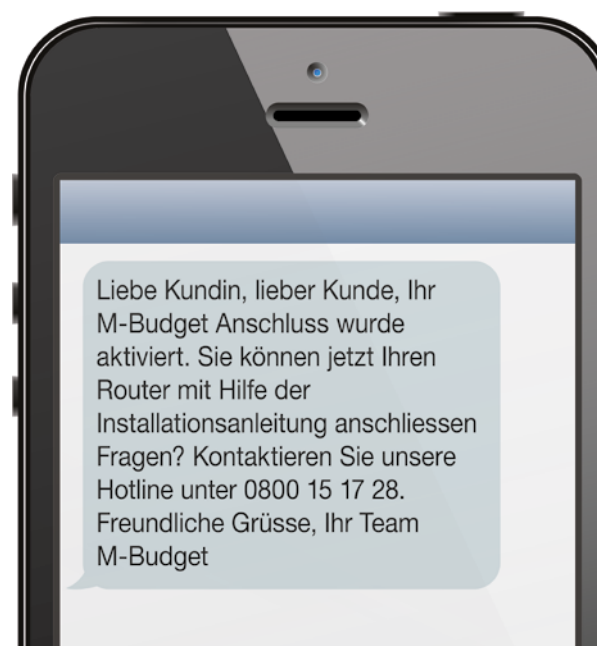 Liebe Kundin, lieber Kunde, Ihr
M-Budget Anschluss wurde
aktiviert. Sie können jetzt Ihren
Router mit Hilfe der
Installationsanleitung anschliessen
Fragen? Kontaktieren Sie unsere
Hotline unter 0800 15 17 28.
Freundliche Grüsse, Ihr Team
M-Budget